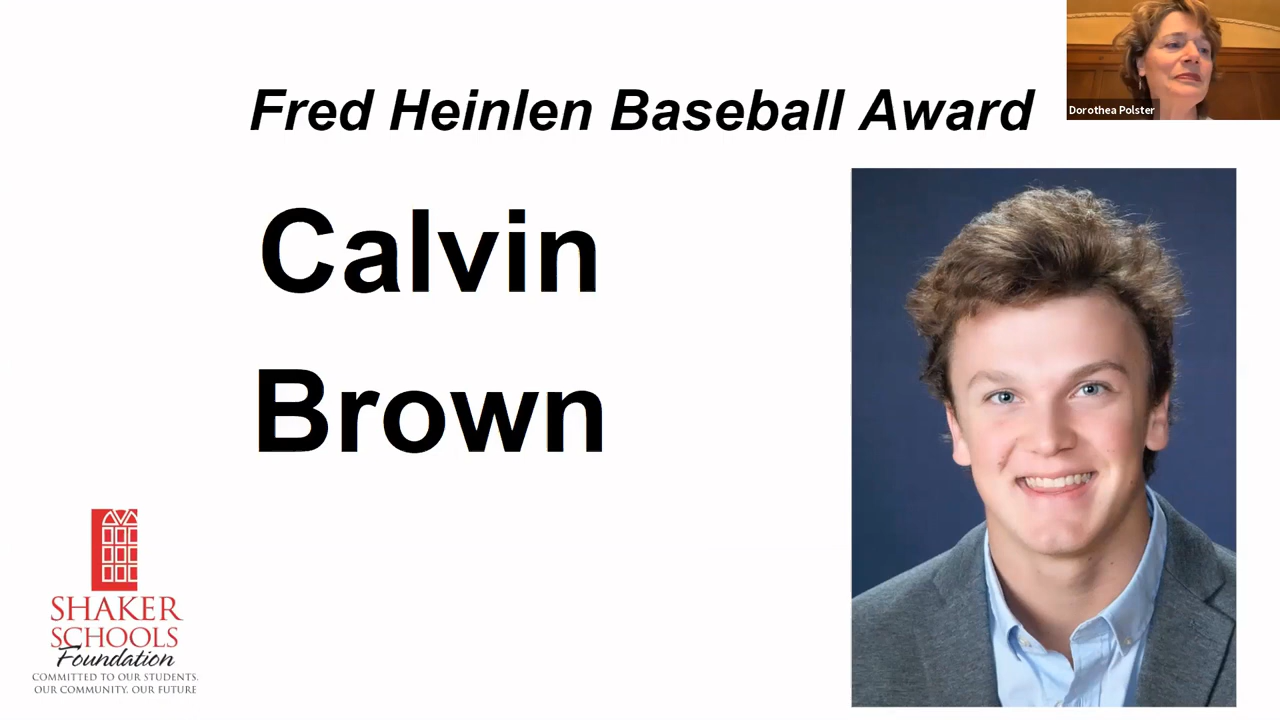 Fred Heinlen Baseball Award
Dorothea Polster
Calvin
Brown
SHAKER
SCHOOLS
Foundation
COMMITTED TO OUR STUDENTS,
OUR COMMUNITY, OUR FUTURE